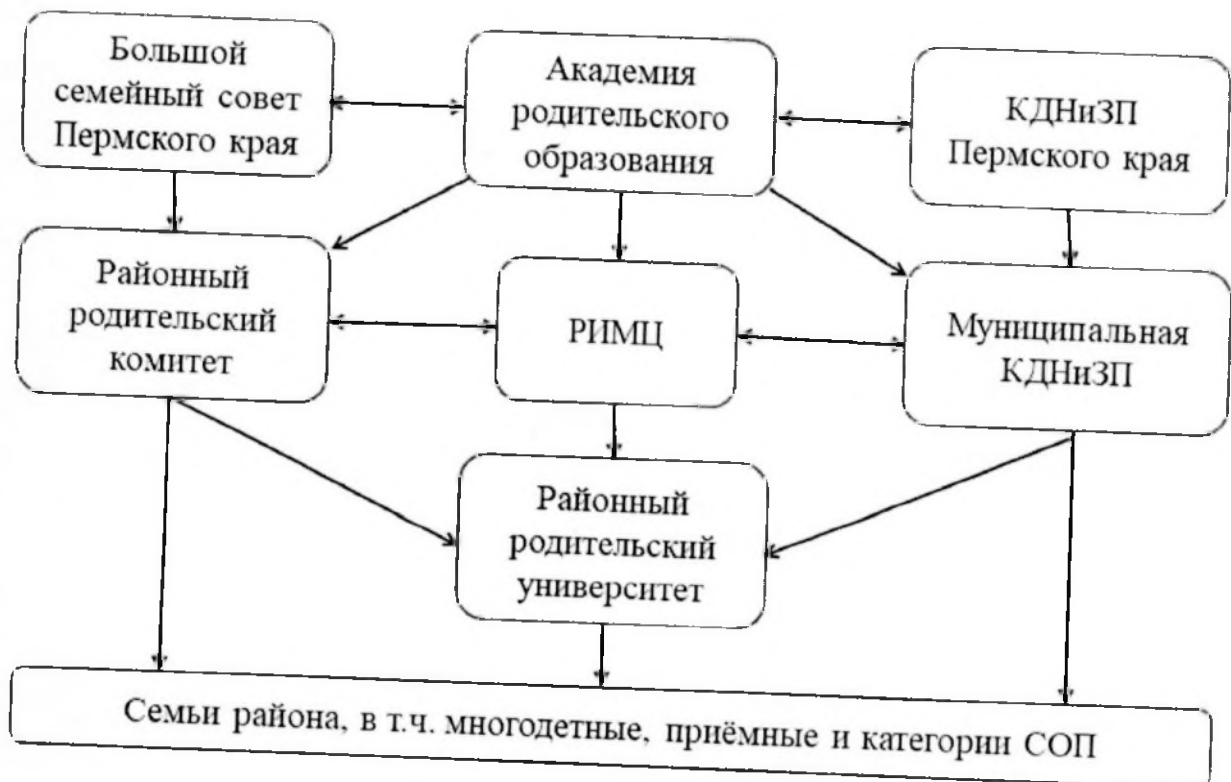 Большой
семейный совет
Пермского края
Академия
родительского
образования
КДНиЗП
Пермского края
Районный
родительский
комитет
РИМЦ
Муниципальная
КДНиЗП
Районный
родительский
университет
Семьи района, в т.ч. многодетные, приёмные и категории СОП